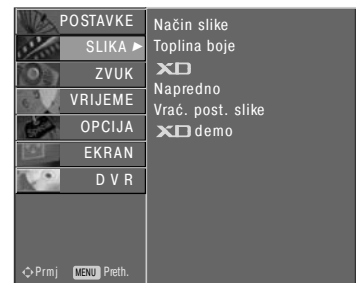 POSTAVKE
SLIKA ►
ZVUK
VRIJEME
OPCIJA
EKRAN
D V R
Prmj MENU Preth.
Način slike
Toplina boje
XD
Napredno
Vrać. post. slike
XD demo